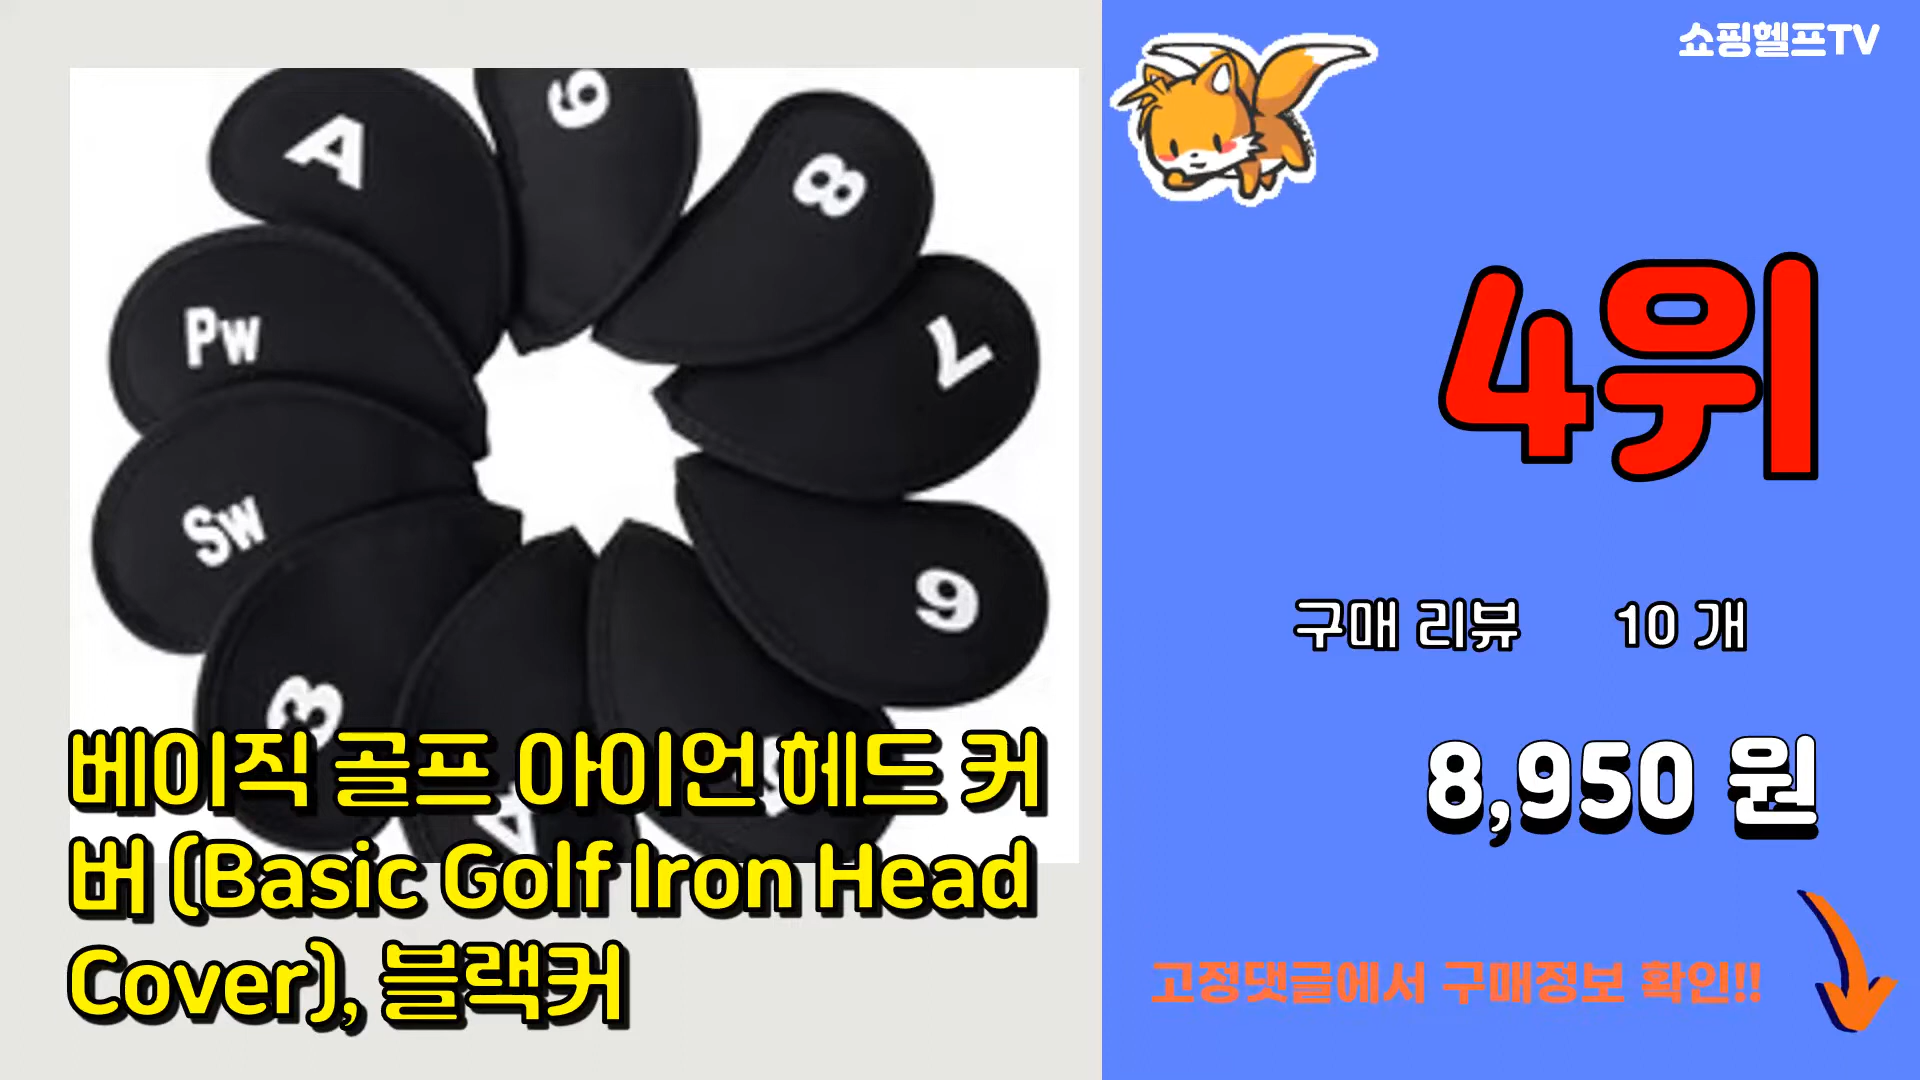 쇼핑헬프TV
4위
구매 리뷰 10 개
8,950 원
고정댓글에서 구매정보 확인!!
A
9
8
7
6
Pw
Sw
3
4
베이직 골프 아이언 헤드 커
버 (Basic Golf Iron Head
Cover), 블랙커